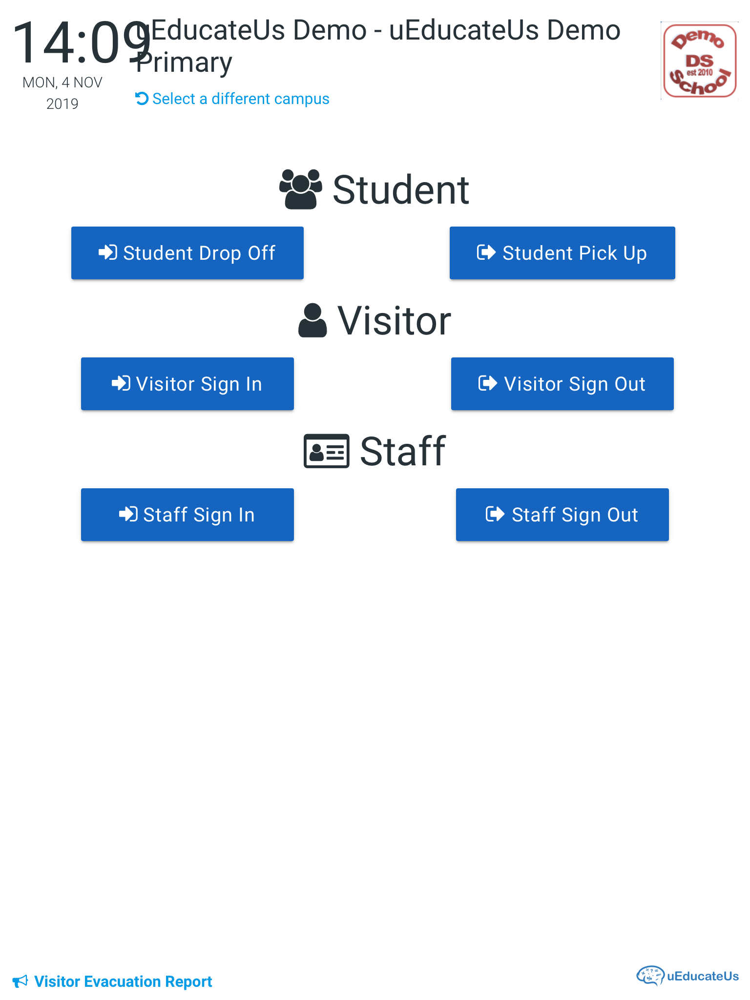 14:09
MON, 4 NOV
2019
uEducateUs Demo - uEducateUs Demo
Primary
Select a different campus
Demo
DS
est 2010
School
Student
Student Drop Off
Student Pick Up
Visitor
Visitor Sign In
Visitor Sign Out
Staff
Staff Sign In
Staff Sign Out
Visitor Evacuation Report
abc
uEducateUs